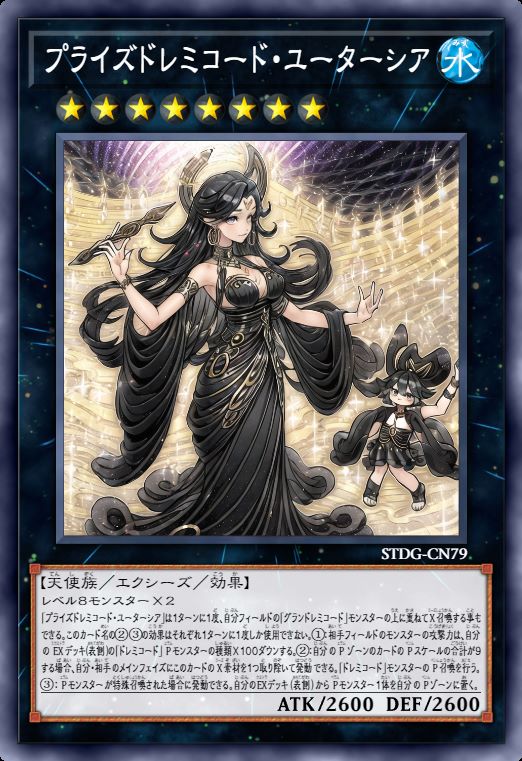 プライズドレミコード・ユーターシア
水
STDG-CN79
【天使族／エクシーズ／効果】
レベル8モンスター×2
「プライズドレミコード・ユーターシア」は1ターンに1度、自分フィールドの「グランドレミコード」モンスターの上に重ねてX召喚する事も
できる。このカード名の②③の効果はそれぞれ1ターンに1度しか使用できない。①：相手フィールドのモンスターの攻撃力は、自分
の EXデッキ(表側)の「ドレミコード」Pモンスターの種類×100ダウンする。②：自分のPゾーンのカードのPスケールの合計が9
する場合、自分・相手のメインフェイズにこのカードのX素材を1つ取り除いて発動できる。「ドレミコード」モンスターのP召喚を行う。
③：Pモンスターが特殊召喚された場合に発動できる。自分のEXデッキ(表側)からPモンスター1体を自分のPゾーンに置く。
ATK/2600 DEF/2600